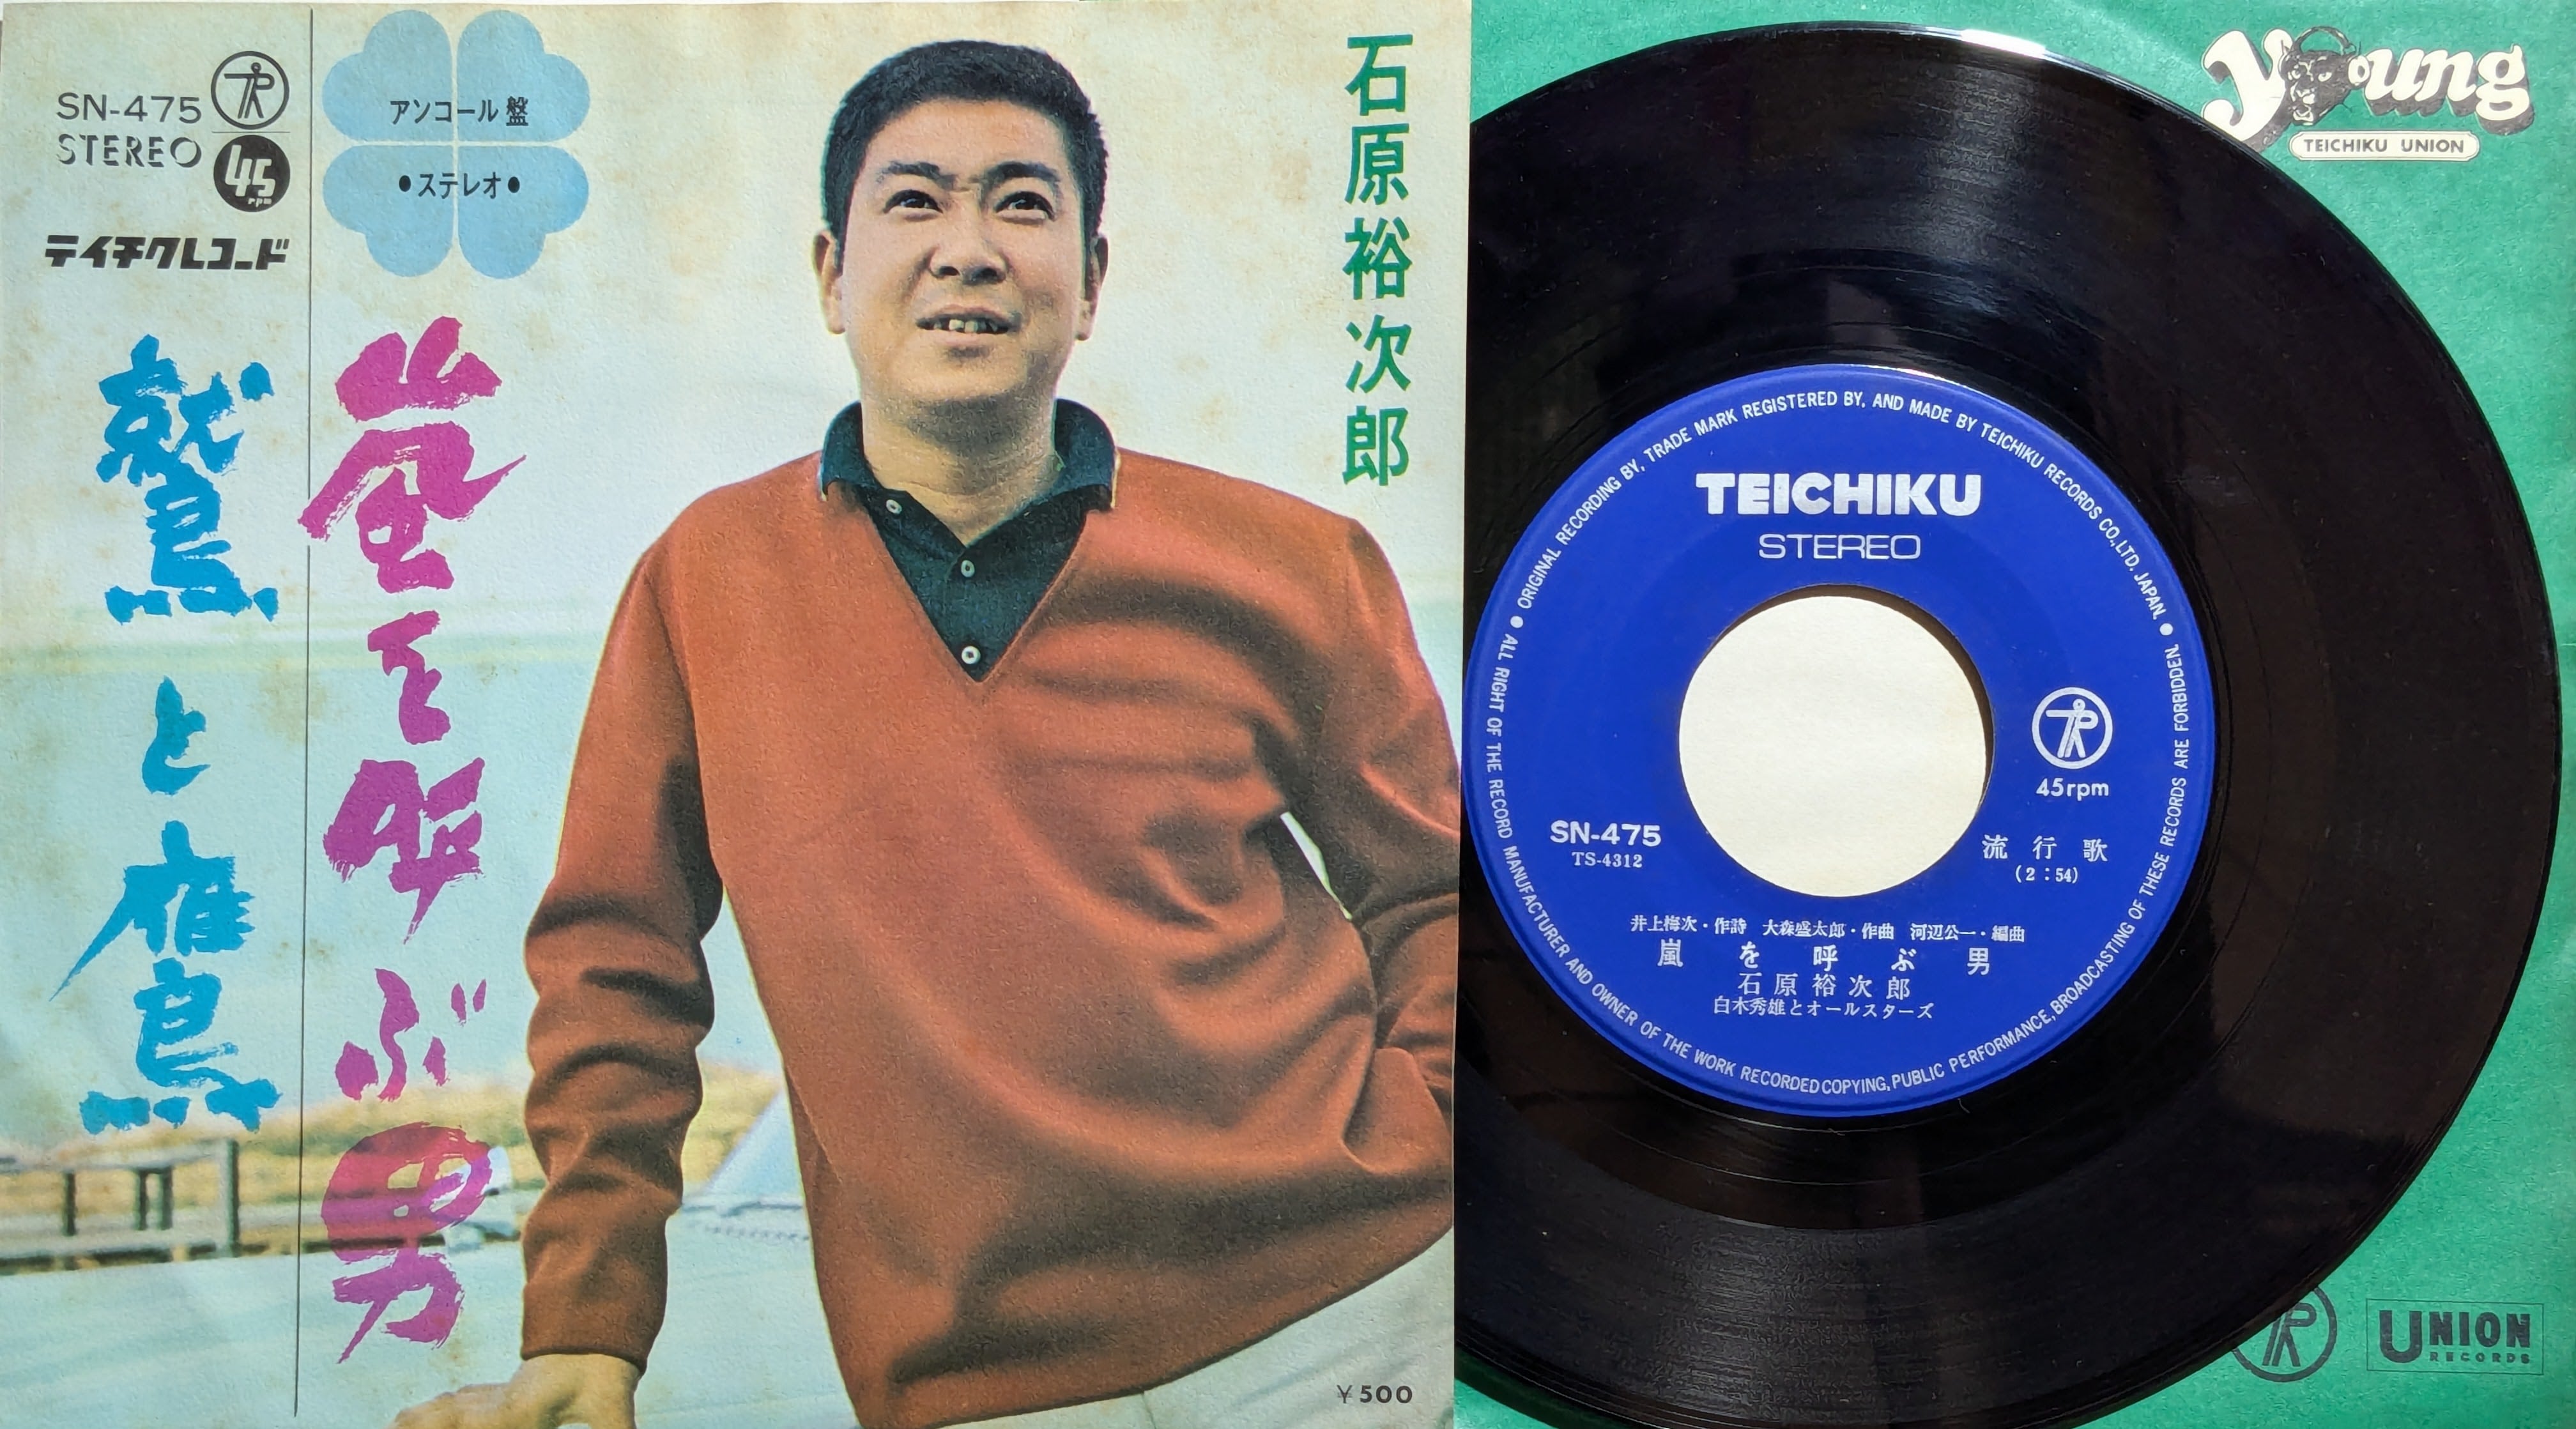 SN-475
STEREO
45
rpm
テイチクレコード
アンコール盤
•ステレオ•
石原裕次郎
嵐を呼ぶ男
鷲と鷹
¥500
Young
TEICHIKU UNION
ORIGINAL RECORDING BY, TRADE MARK REGISTERED BY, AND MADE BY TEICHIKU RECORDS CO., LTD. JAPAN. •
• ALL RIGHT OF THE RECORD MANUFACTURER AND OWNER OF THE WORK RECORDED COPYING, PUBLIC PERFORMANCE, BROADCASTING OF THESE RECORDS ARE FORBIDDEN.
TEICHIKU
STEREO
45rpm
SN-475
TS-4312
流行歌
(2:54)
井上梅次・作詩 大森盛太郎・作曲 河辺公一・編曲
嵐を呼ぶ男
石原裕次郎
白木秀雄とオールスターズ
UNION
RECORDS